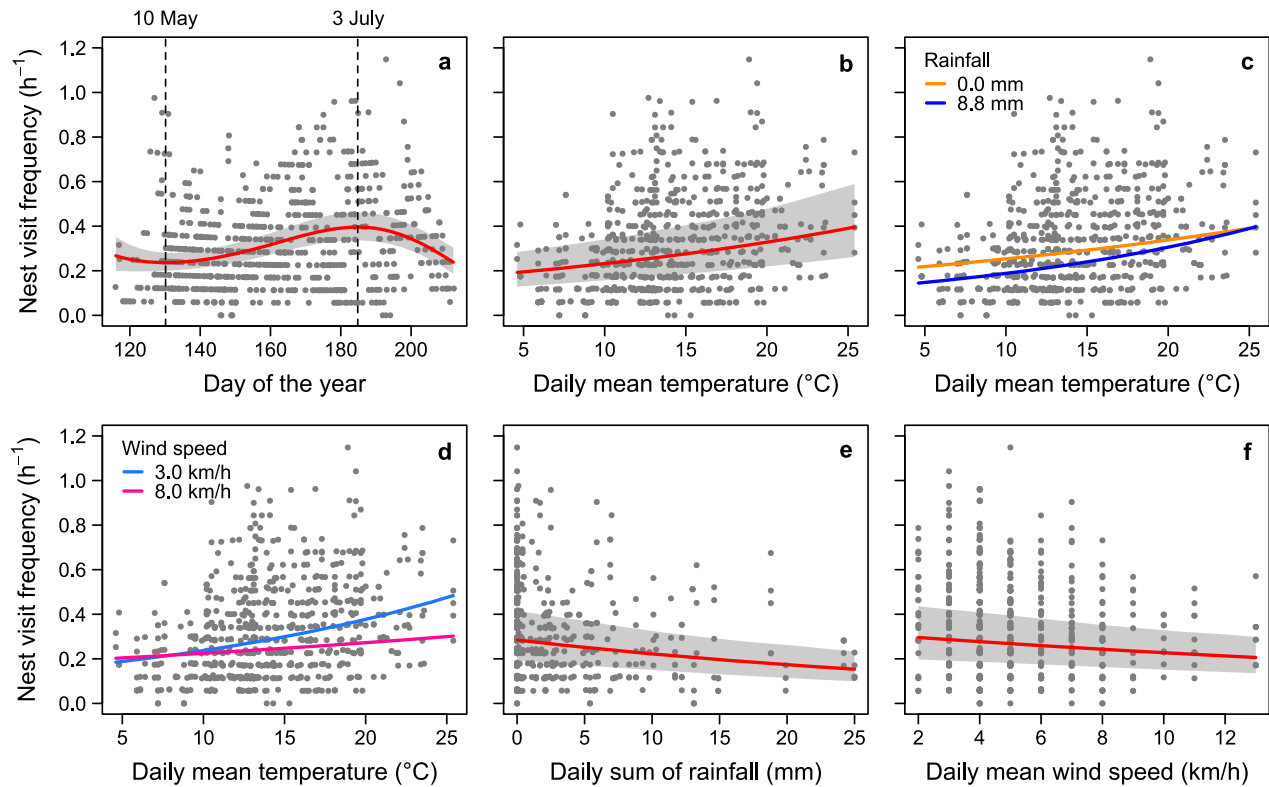 10 May 3 July
a
b
c
Rainfall
0.0 mm
8.8 mm
Nest visit frequency (h⁻¹)
1.2
1.0
0.8
0.6
0.4
0.2
0.0
120 140 160 180 200
5 10 15 20 25
5 10 15 20 25
Day of the year
Daily mean temperature (°C)
Daily mean temperature (°C)
d
e
f
Wind speed
3.0 km/h
8.0 km/h
Nest visit frequency (h⁻¹)
1.2
1.0
0.8
0.6
0.4
0.2
0.0
5 10 15 20 25
0 5 10 15 20 25
2 4 6 8 10 12
Daily mean temperature (°C)
Daily sum of rainfall (mm)
Daily mean wind speed (km/h)